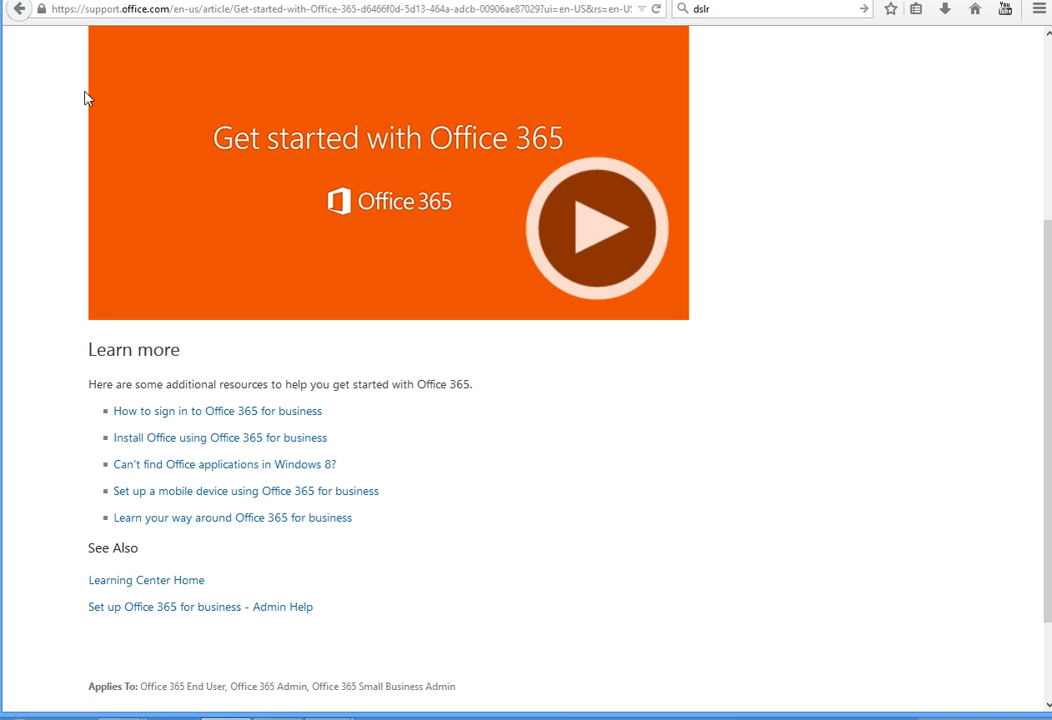 https://support.office.com/en-us/article/Get-started-with-Office-365-d6466f0d-5d13-464a-adcb-00906ae87029?ui=en-US&rs=en-U
dslr
You
Tube
Get started with Office 365
Office 365
Learn more
Here are some additional resources to help you get started with Office 365.
How to sign in to Office 365 for business
Install Office using Office 365 for business
Can't find Office applications in Windows 8?
Set up a mobile device using Office 365 for business
Learn your way around Office 365 for business
See Also
Learning Center Home
Set up Office 365 for business - Admin Help
Applies To: Office 365 End User, Office 365 Admin, Office 365 Small Business Admin